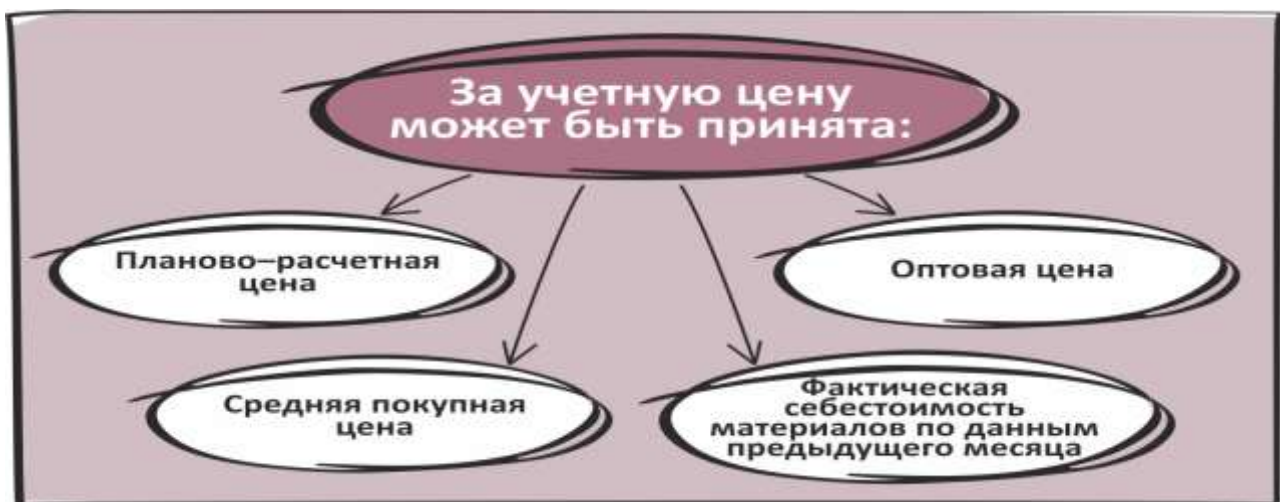 За учетную цену
может быть принята:
Планово–расчетная
цена
Оптовая цена
Средняя покупная
цена
Фактическая
себестоимость
материалов по данным
предыдущего месяца